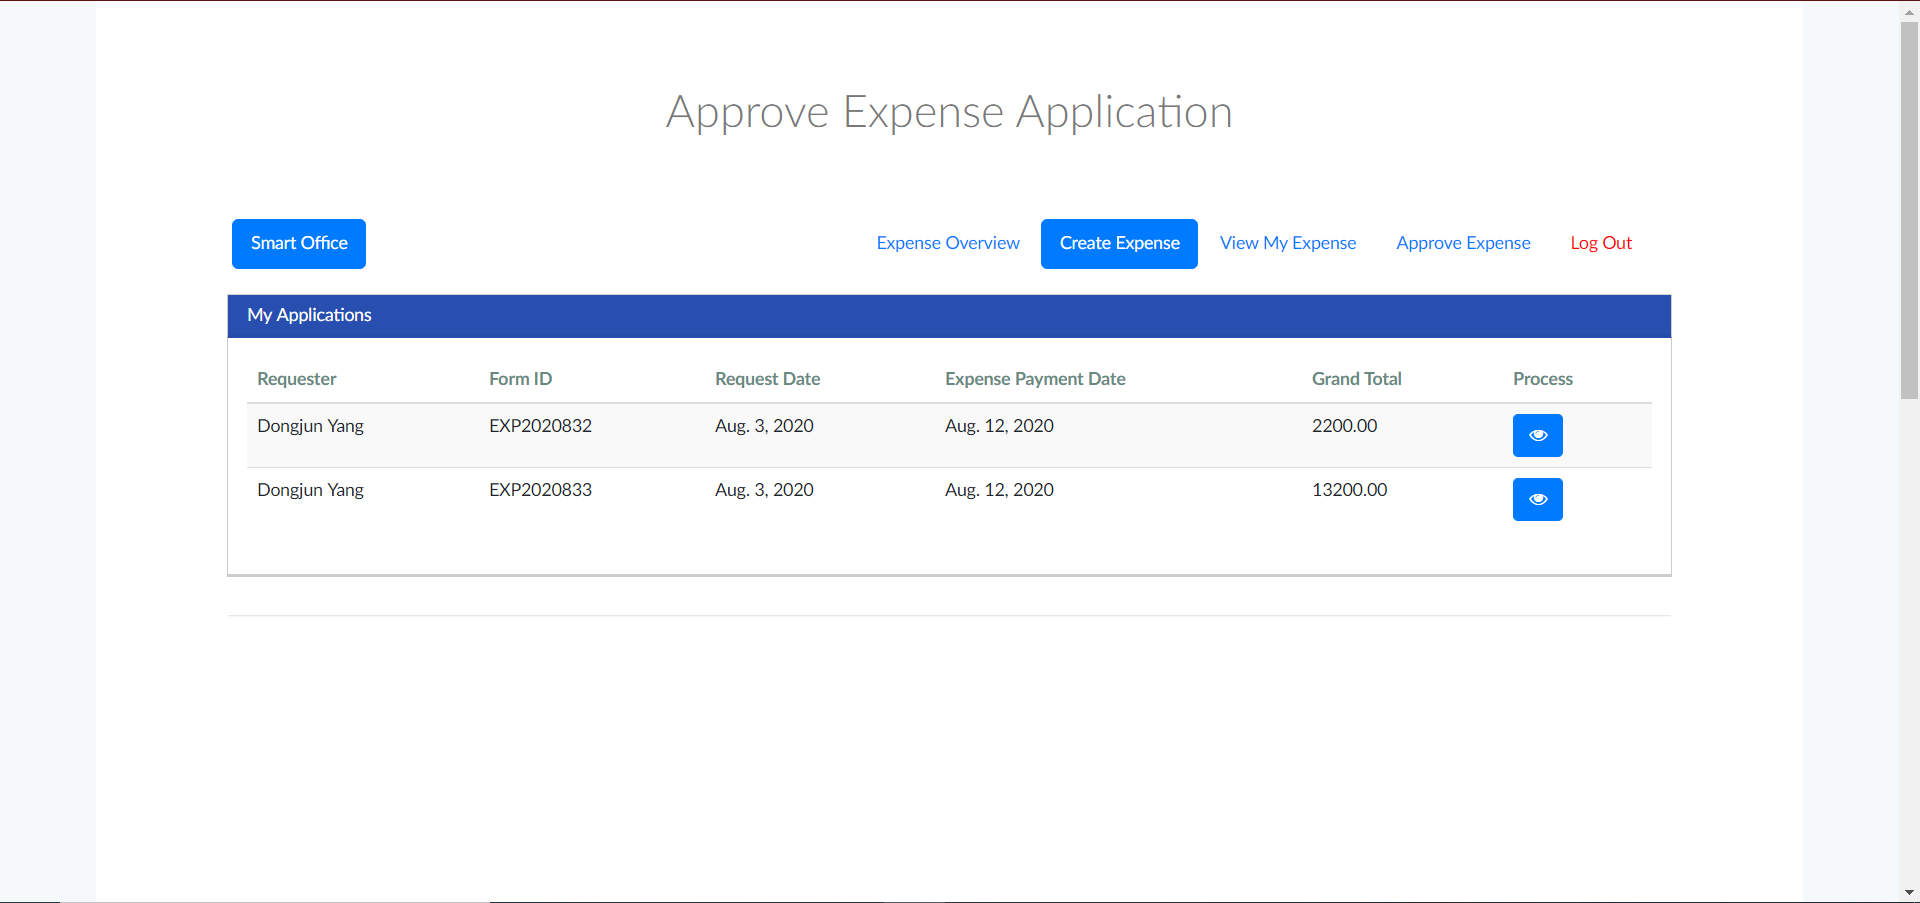 Approve Expense Application
Smart Office Expense Overview Create Expense View My Expense Approve Expense Log Out
My Applications
Requester Form ID Request Date Expense Payment Date Grand Total Process
Dongjun Yang EXP2020832 Aug. 3, 2020 Aug. 12, 2020 2200.00
Dongjun Yang EXP2020833 Aug. 3, 2020 Aug. 12, 2020 13200.00